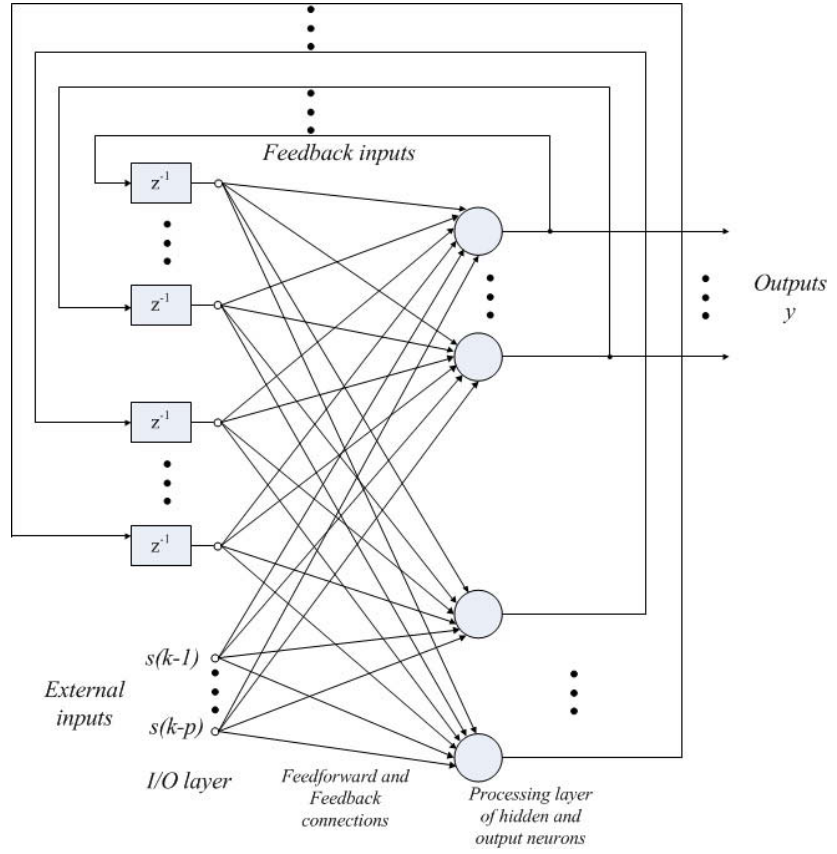 Feedback inputs
z-1
z-1
Outputs
y
z-1
z-1
s(k-1)
External
inputs
s(k-p)
I/O layer
Feedforward and
Feedback
connections
Processing layer
of hidden and
output neurons